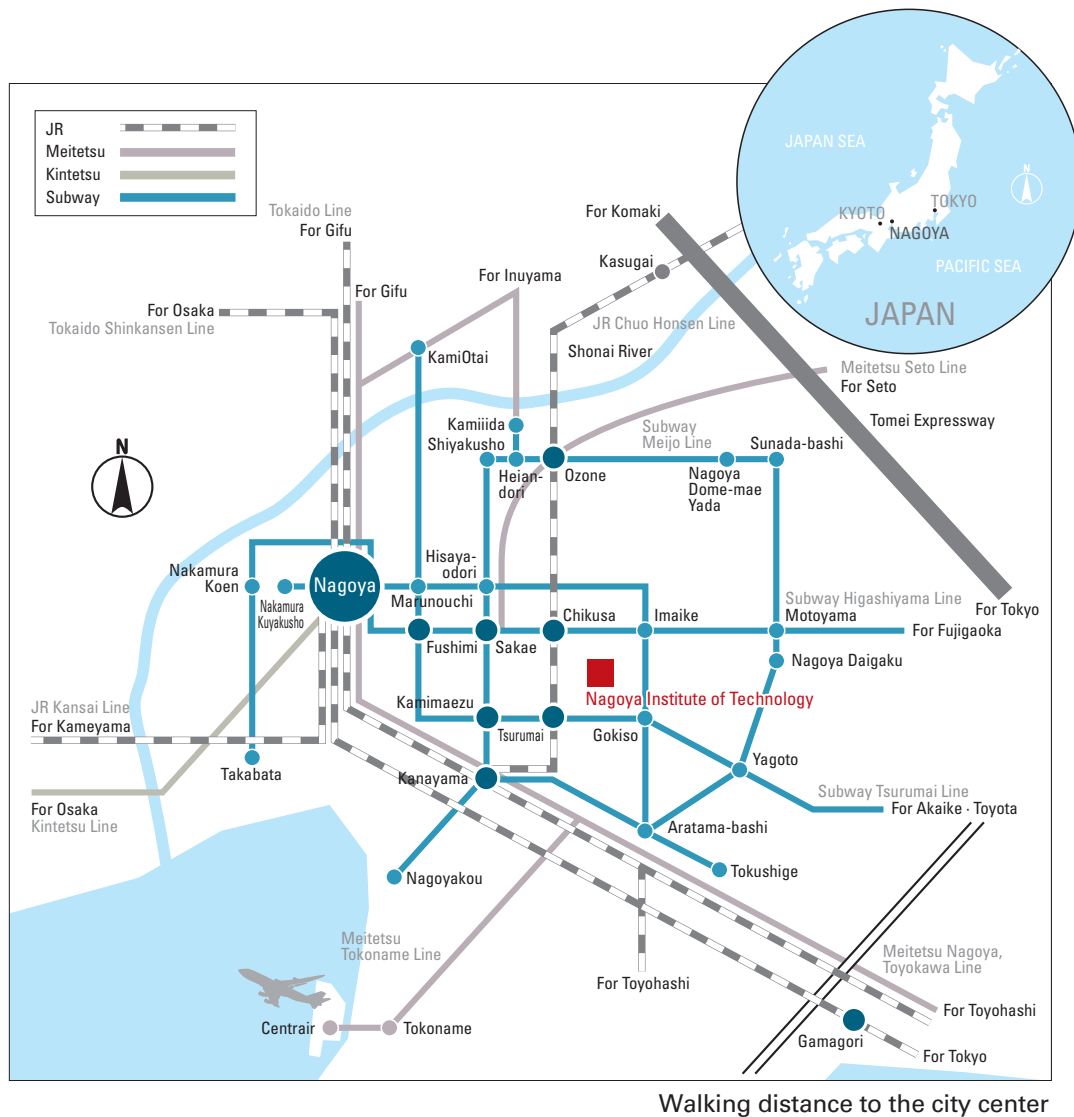 JAPAN SEA
TOKYO
KYOTO
NAGOYA
N
PACIFIC SEA
JAPAN
JR
Meitetsu
Kintetsu
Subway
Tokaido Line
For Gifu
For Komaki
Kasugai
For Inuyama
For Gifu
For Osaka
Tokaido Shinkansen Line
JR Chuo Honsen Line
Shonai River
KamiOtai
Meitetsu Seto Line
For Seto
Tomei Expressway
Kamiiida
Shiyakusho
Subway
Meijo Line
Sunada-bashi
N
Heian-
dori
Ozone
Nagoya
Dome-mae
Yada
Hisaya-
odori
Nakamura
Koen
Nagoya
Nakamura
Kuyakusho
Marunouchi
Chikusa
Imaike
Subway Higashiyama Line
Motoyama
For Tokyo
For Fujigaoka
Fushimi
Sakae
Nagoya Daigaku
Nagoya Institute of Technology
Kamimaezu
JR Kansai Line
For Kameyama
Tsurumai
Gokiso
Takabata
Kanayama
Yagoto
Subway Tsurumai Line
For Akaike · Toyota
For Osaka
Kintetsu Line
Aratama-bashi
Tokushige
Nagoyakou
Meitetsu
Tokoname Line
Meitetsu Nagoya,
Toyokawa Line
For Toyohashi
For Toyohashi
Centrair
Tokoname
Gamagori
For Tokyo
Walking distance to the city center